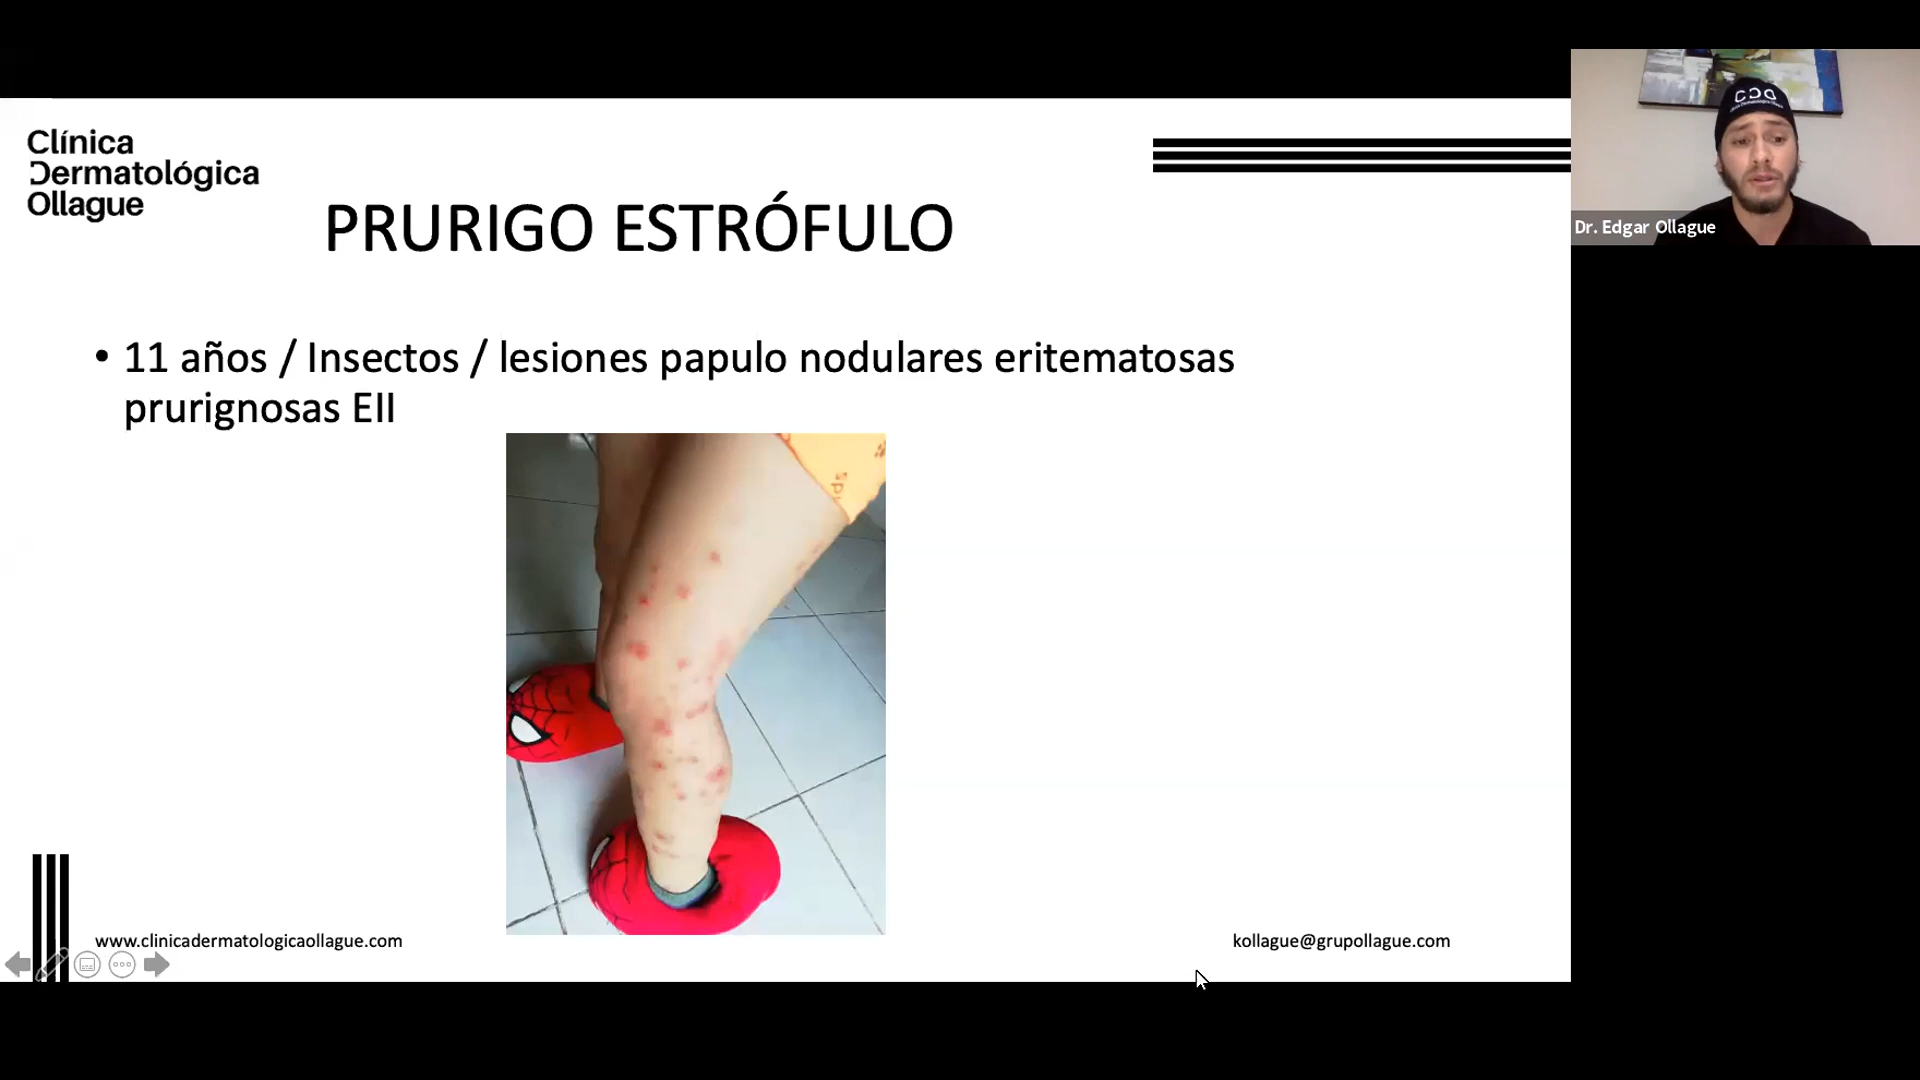 Clínica
Dermatológica
Ollague
PRURIGO ESTRÓFULO
• 11 años / Insectos / lesiones papulo nodulares eritematosas
prurignosas EII
Dr. Edgar Ollague
www.clinicadermatologicaollague.com
kollague@grupollague.com